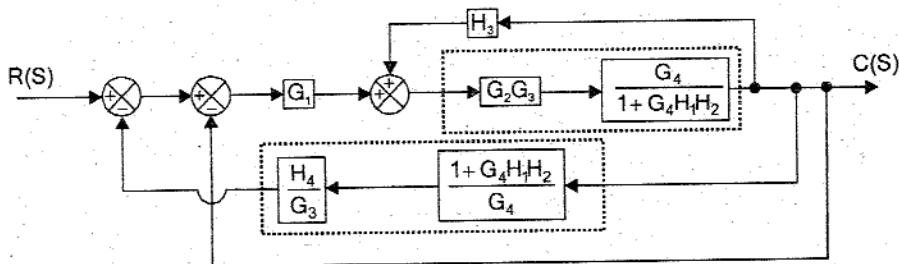 H₃
R(S)
C(S)
+ −
+ −
G₁
+ +
G₂G₃
G₄
1 + G₄H₁H₂
H₄
G₃
1 + G₄H₁H₂
G₄